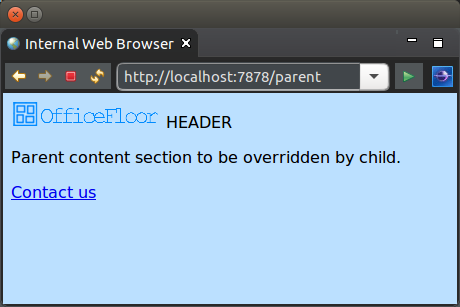 Internal Web Browser
http://localhost:7878/parent
OfficeFloor HEADER
Parent content section to be overridden by child.
Contact us